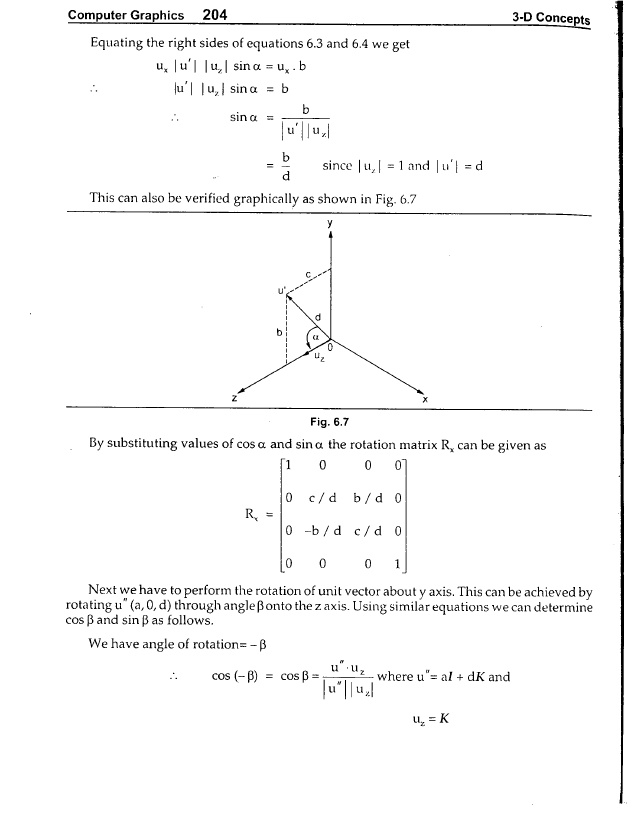 Computer Graphics 204 3-D Concepts
Equating the right sides of equations 6.3 and 6.4 we get
uₓ |u′| |u_z| sin α = uₓ . b
∴ |u′| |u_z| sin α = b
∴ sin α = b / |u′| |u_z|
= b / d since |u_z| = 1 and |u′| = d
This can also be verified graphically as shown in Fig. 6.7
y
c
u'
d
b
α
0
u_z
z
x
Fig. 6.7
By substituting values of cos α and sin α the rotation matrix Rₓ can be given as
1 0 0 0
0 c / d b / d 0
Rₓ =
0 -b / d c / d 0
0 0 0 1
Next we have to perform the rotation of unit vector about y axis. This can be achieved by
rotating u″ (a, 0, d) through angle β onto the z axis. Using similar equations we can determine
cos β and sin β as follows.
We have angle of rotation= – β
∴ cos (– β) = cos β = u″ · u_z / |u″| |u_z| where u″= aI + dK and
u_z = K